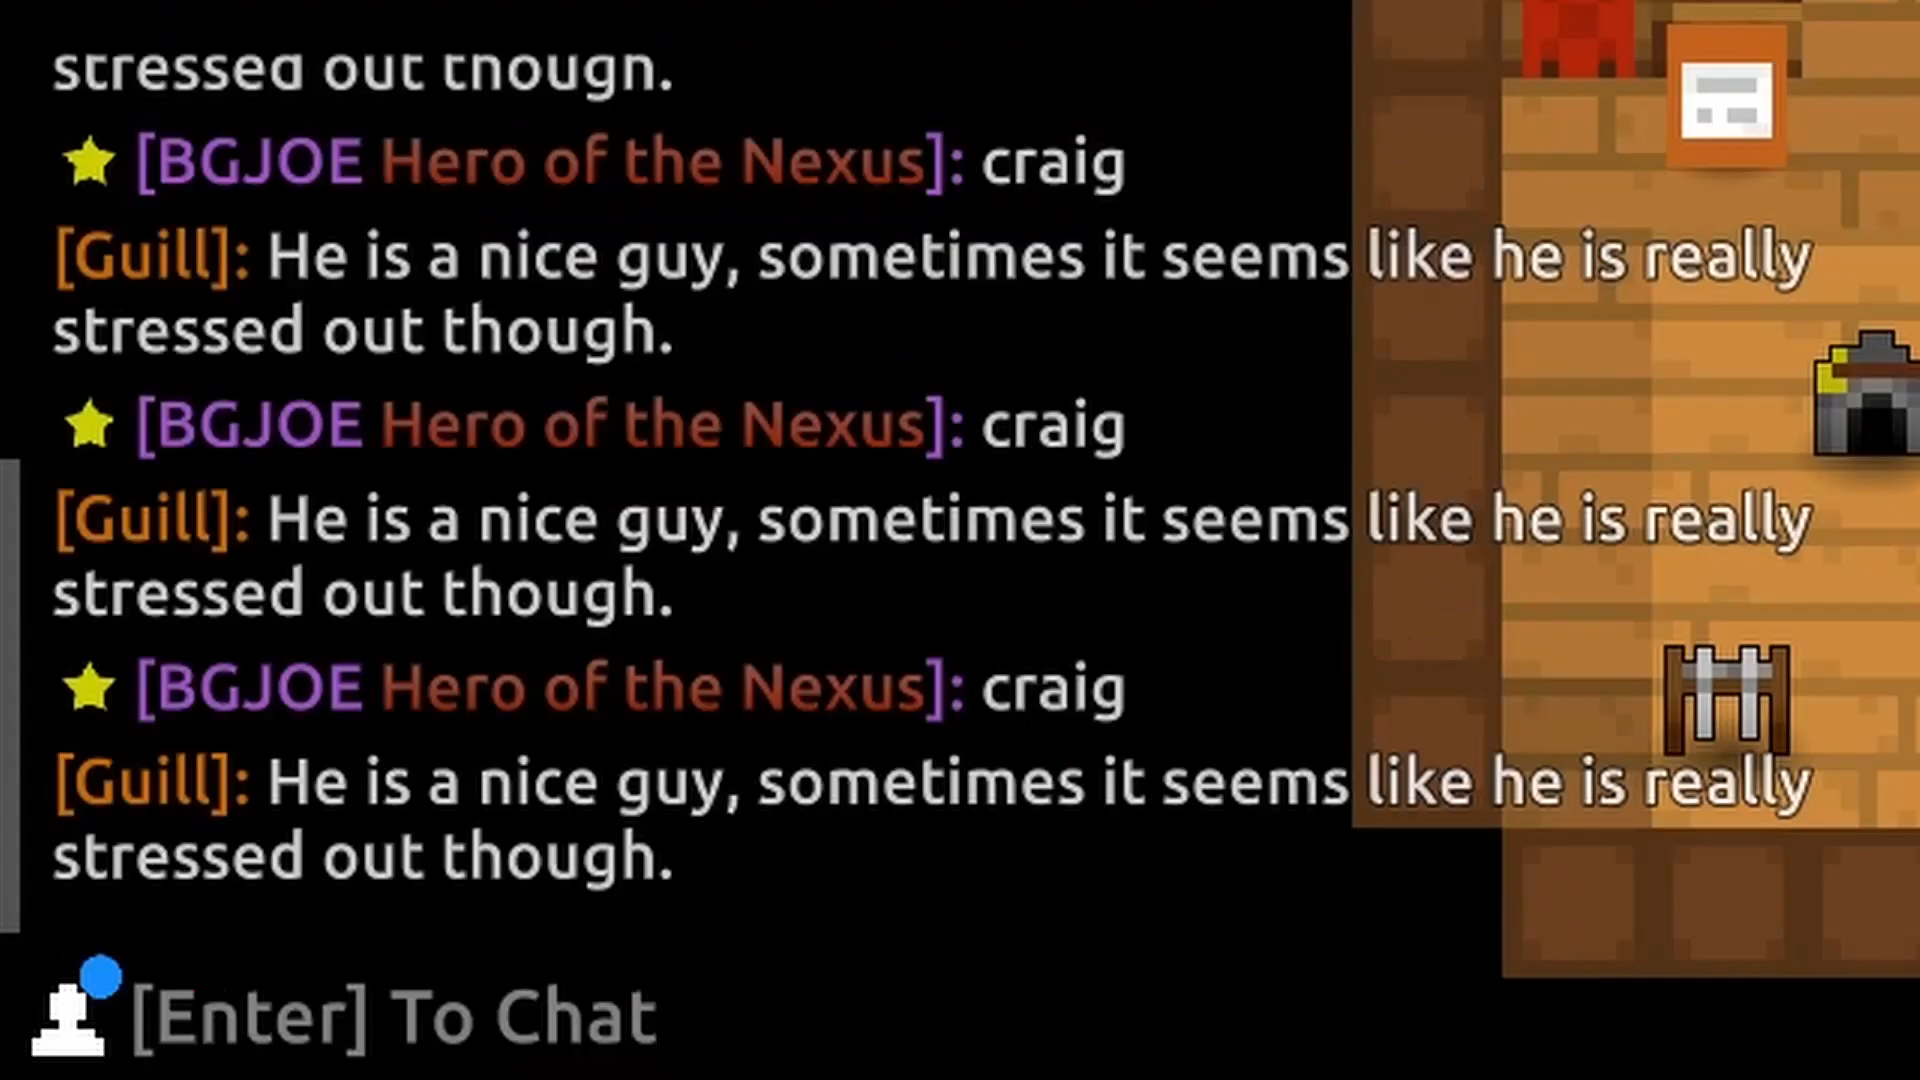 stressed out though.
[BGJOE Hero of the Nexus]: craig
[Guill]: He is a nice guy, sometimes it seems like he is really
stressed out though.
[BGJOE Hero of the Nexus]: craig
[Guill]: He is a nice guy, sometimes it seems like he is really
stressed out though.
[BGJOE Hero of the Nexus]: craig
[Guill]: He is a nice guy, sometimes it seems like he is really
stressed out though.
[Enter] To Chat